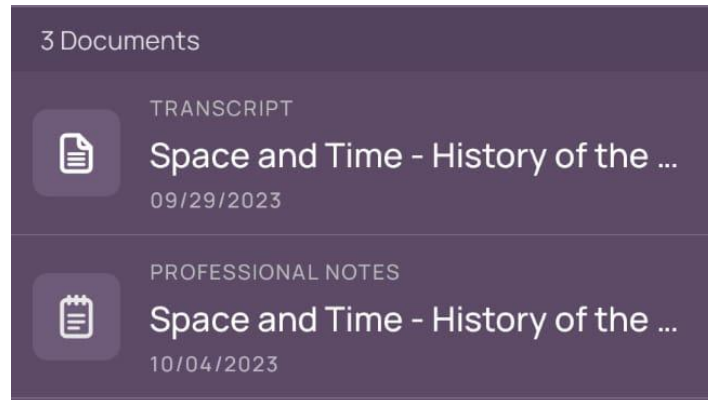 3 Documents
TRANSCRIPT
Space and Time - History of the ...
09/29/2023
PROFESSIONAL NOTES
Space and Time - History of the ...
10/04/2023